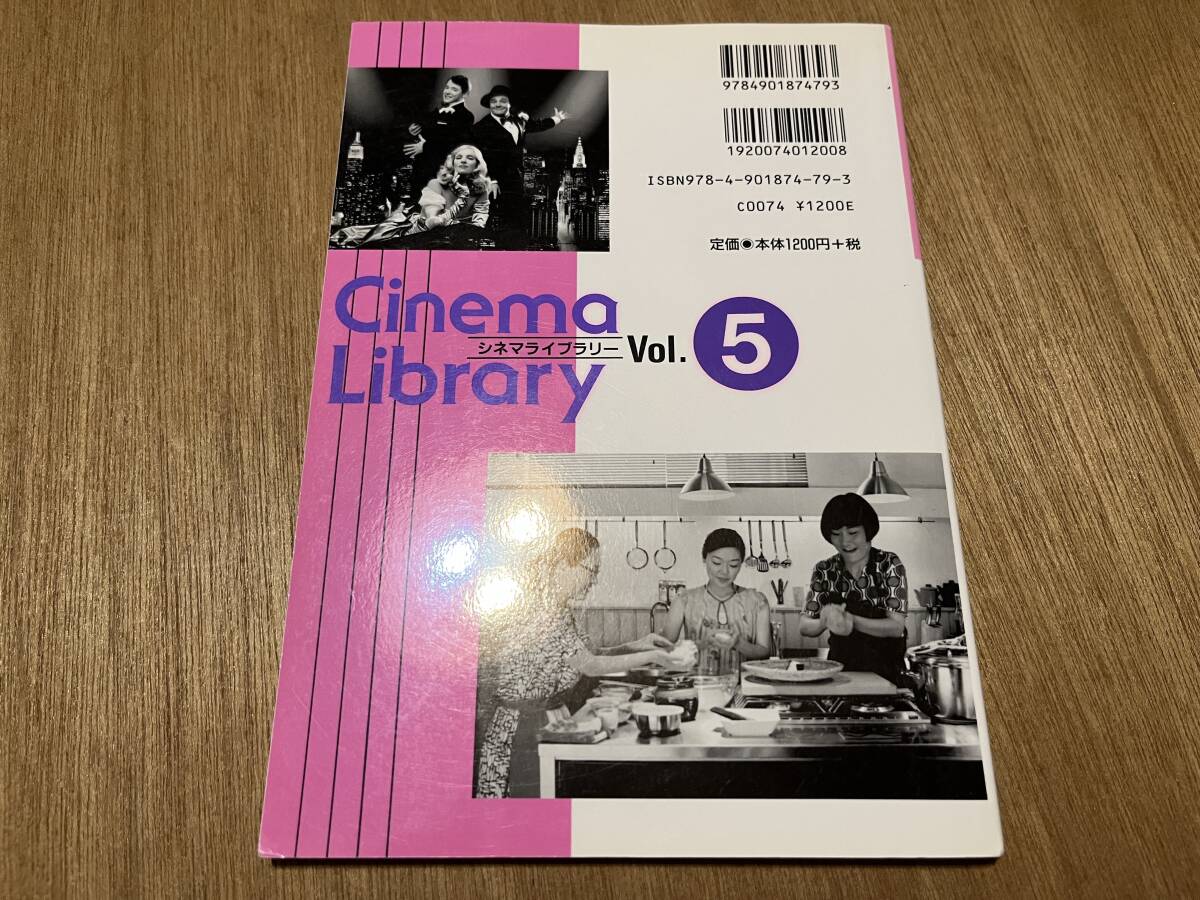 9784901874793
1920074012008
ISBN978-4-901874-79-3
C0074 ¥1200E
定価◉本体1200円+税
Cinema
シネマライブラリー
Library
Vol. 5